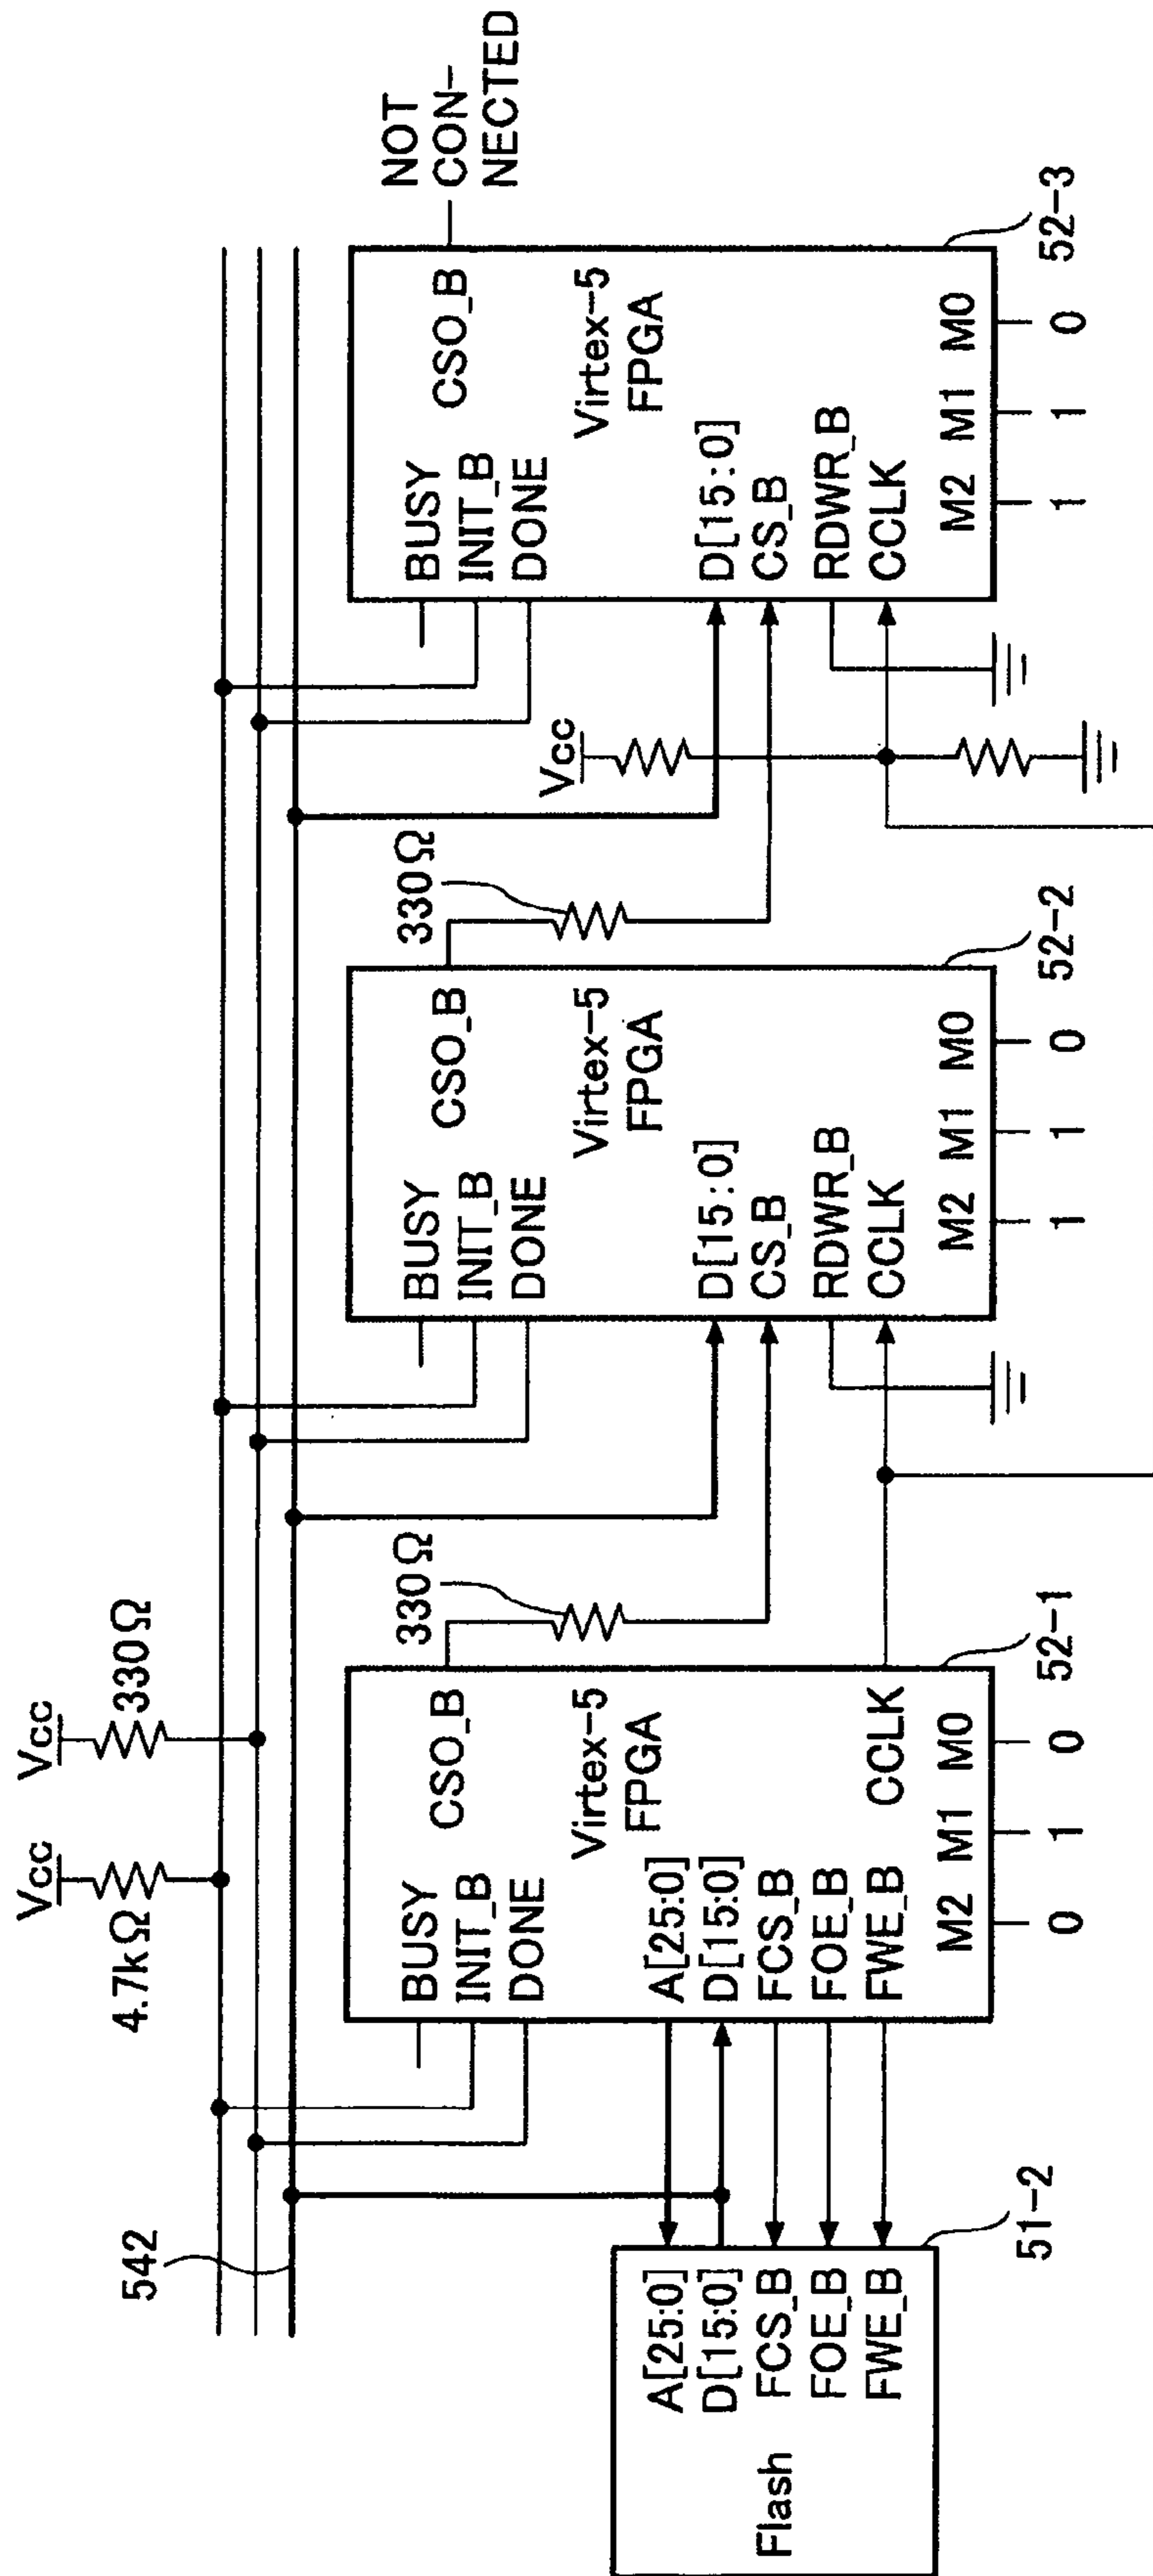 542
Vcc
4.7kΩ
Vcc
330Ω
Flash
A[25:0]
D[15:0]
FCS_B
FOE_B
FWE_B
51-2
BUSY
INIT_B
DONE
CSO_B
Virtex-5
FPGA
A[25:0]
D[15:0]
FCS_B
FOE_B
FWE_B
CCLK
M2 M1 M0
0 1 0
52-1
330Ω
BUSY
INIT_B
DONE
CSO_B
Virtex-5
FPGA
D[15:0]
CS_B
RDWR_B
CCLK
M2 M1 M0
1 1 0
52-2
330Ω
Vcc
BUSY
INIT_B
DONE
CSO_B
Virtex-5
FPGA
D[15:0]
CS_B
RDWR_B
CCLK
M2 M1 M0
1 1 0
52-3
NOT
CON-
NECTED